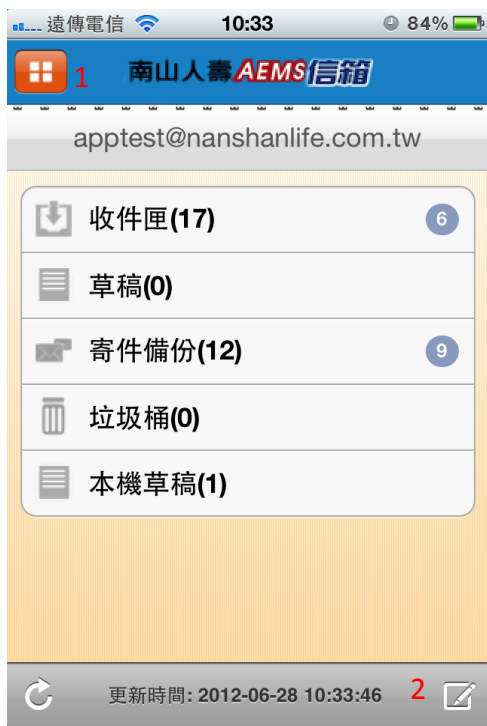 遠傳電信 10:33 84%
1 南山人壽AEMS信箱
apptest@nanshanlife.com.tw
收件匣(17) 6
草稿(0)
寄件備份(12) 9
垃圾桶(0)
本機草稿(1)
更新時間: 2012-06-28 10:33:46 2